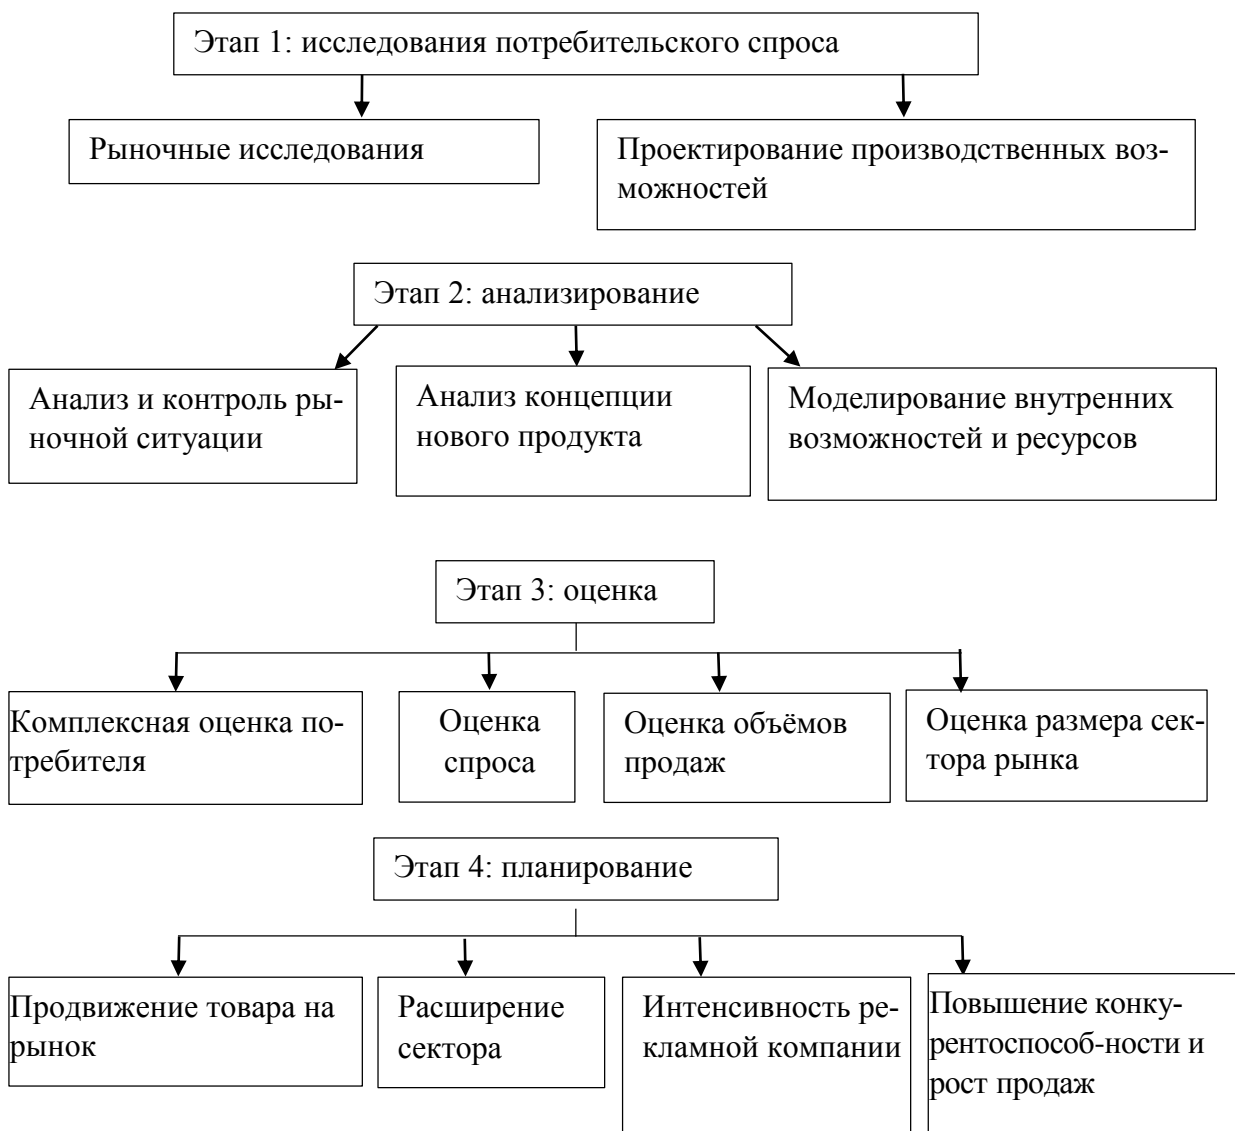 Этап 1: исследования потребительского спроса
Рыночные исследования
Проектирование производственных воз-
можностей
Этап 2: анализирование
Анализ и контроль ры-
ночной ситуации
Анализ концепции
нового продукта
Моделирование внутренних
возможностей и ресурсов
Этап 3: оценка
Комплексная оценка по-
требителя
Оценка
спроса
Оценка объёмов
продаж
Оценка размера сек-
тора рынка
Этап 4: планирование
Продвижение товара на
рынок
Расширение
сектора
Интенсивность ре-
кламной компании
Повышение конку-
рентоспособ-ности и
рост продаж